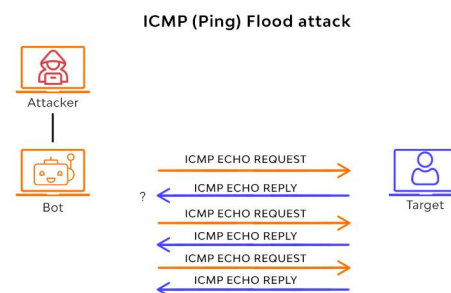 ICMP (Ping) Flood attack
Attacker
ICMP ECHO REQUEST
?
ICMP ECHO REPLY
Bot
Target
ICMP ECHO REQUEST
ICMP ECHO REPLY
ICMP ECHO REQUEST
ICMP ECHO REPLY